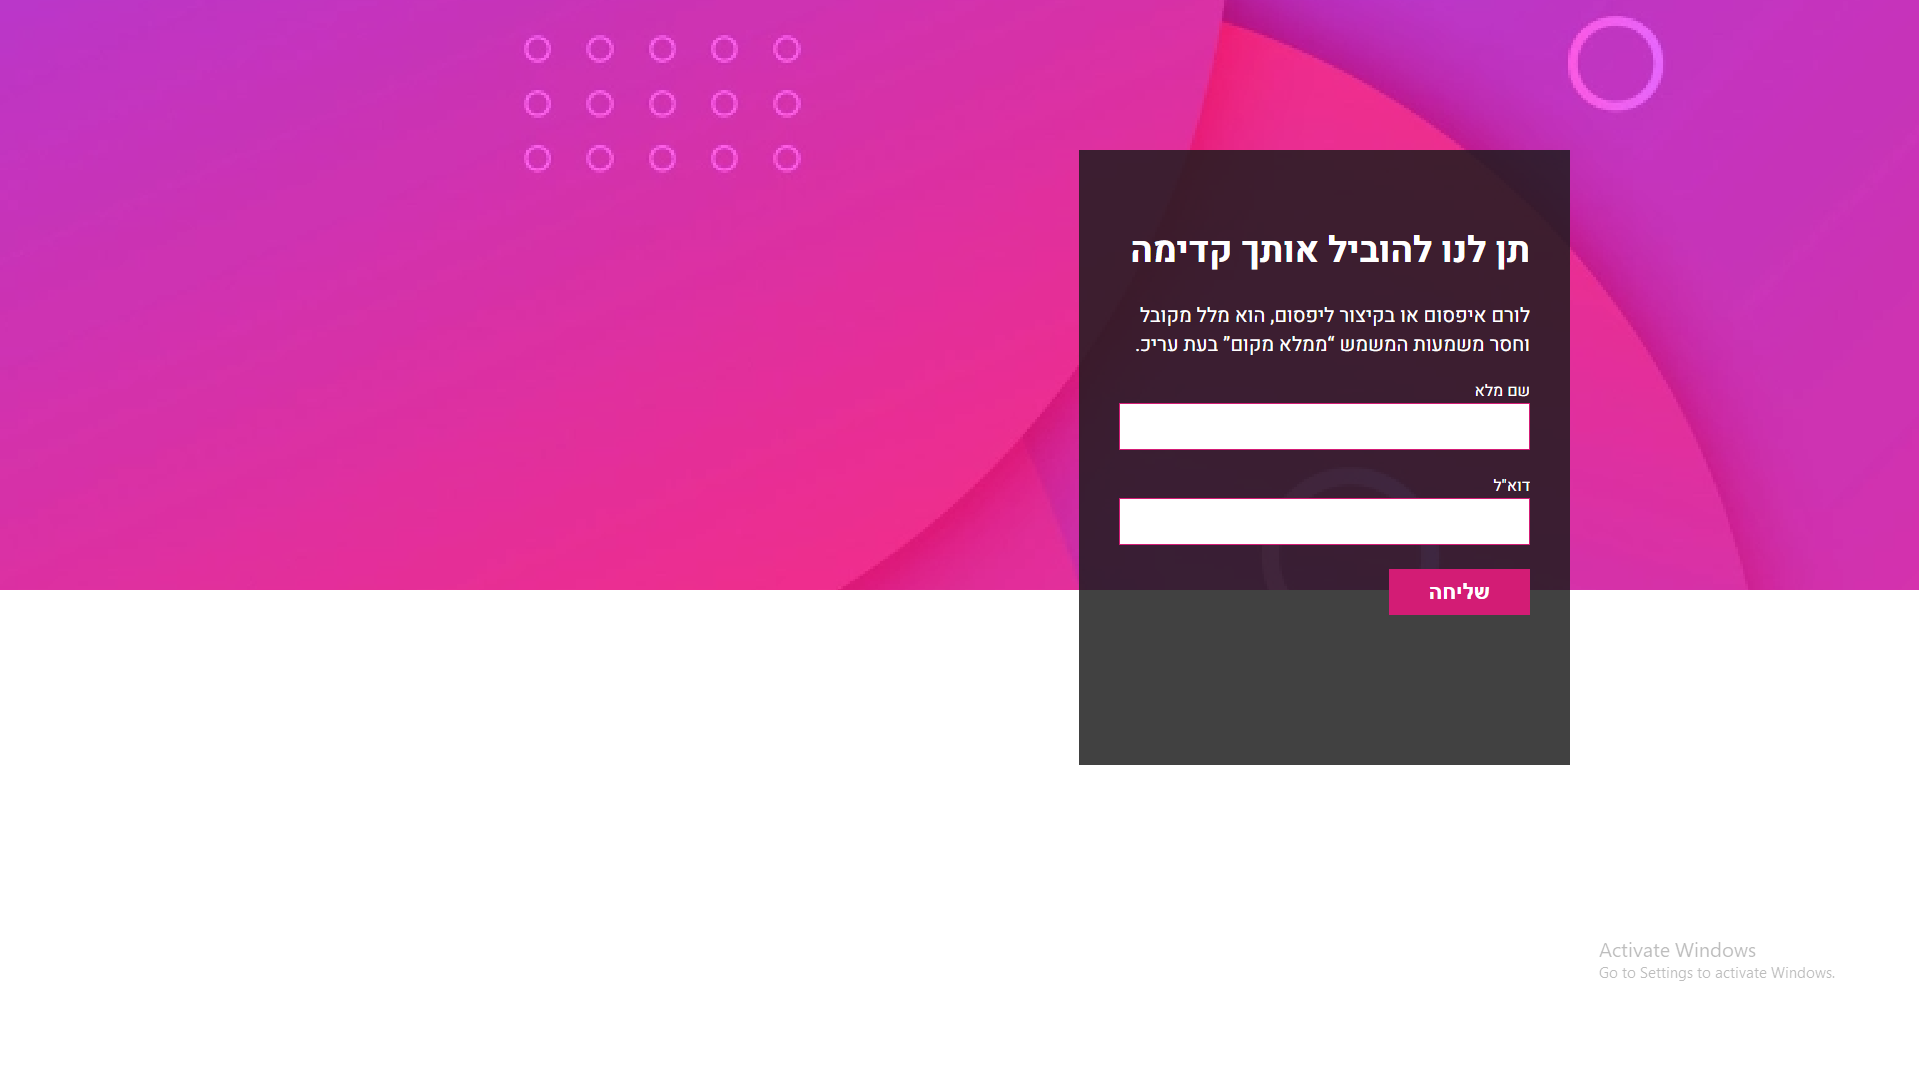 תן לנו להוביל אותך קדימה
לורם איפסום או בקיצור ליפסום, הוא מלל מקובל
וחסר משמעות המשמש “ממלא מקום” בעת עריכ.
שם מלא
דוא"ל
שליחה
Activate Windows
Go to Settings to activate Windows.